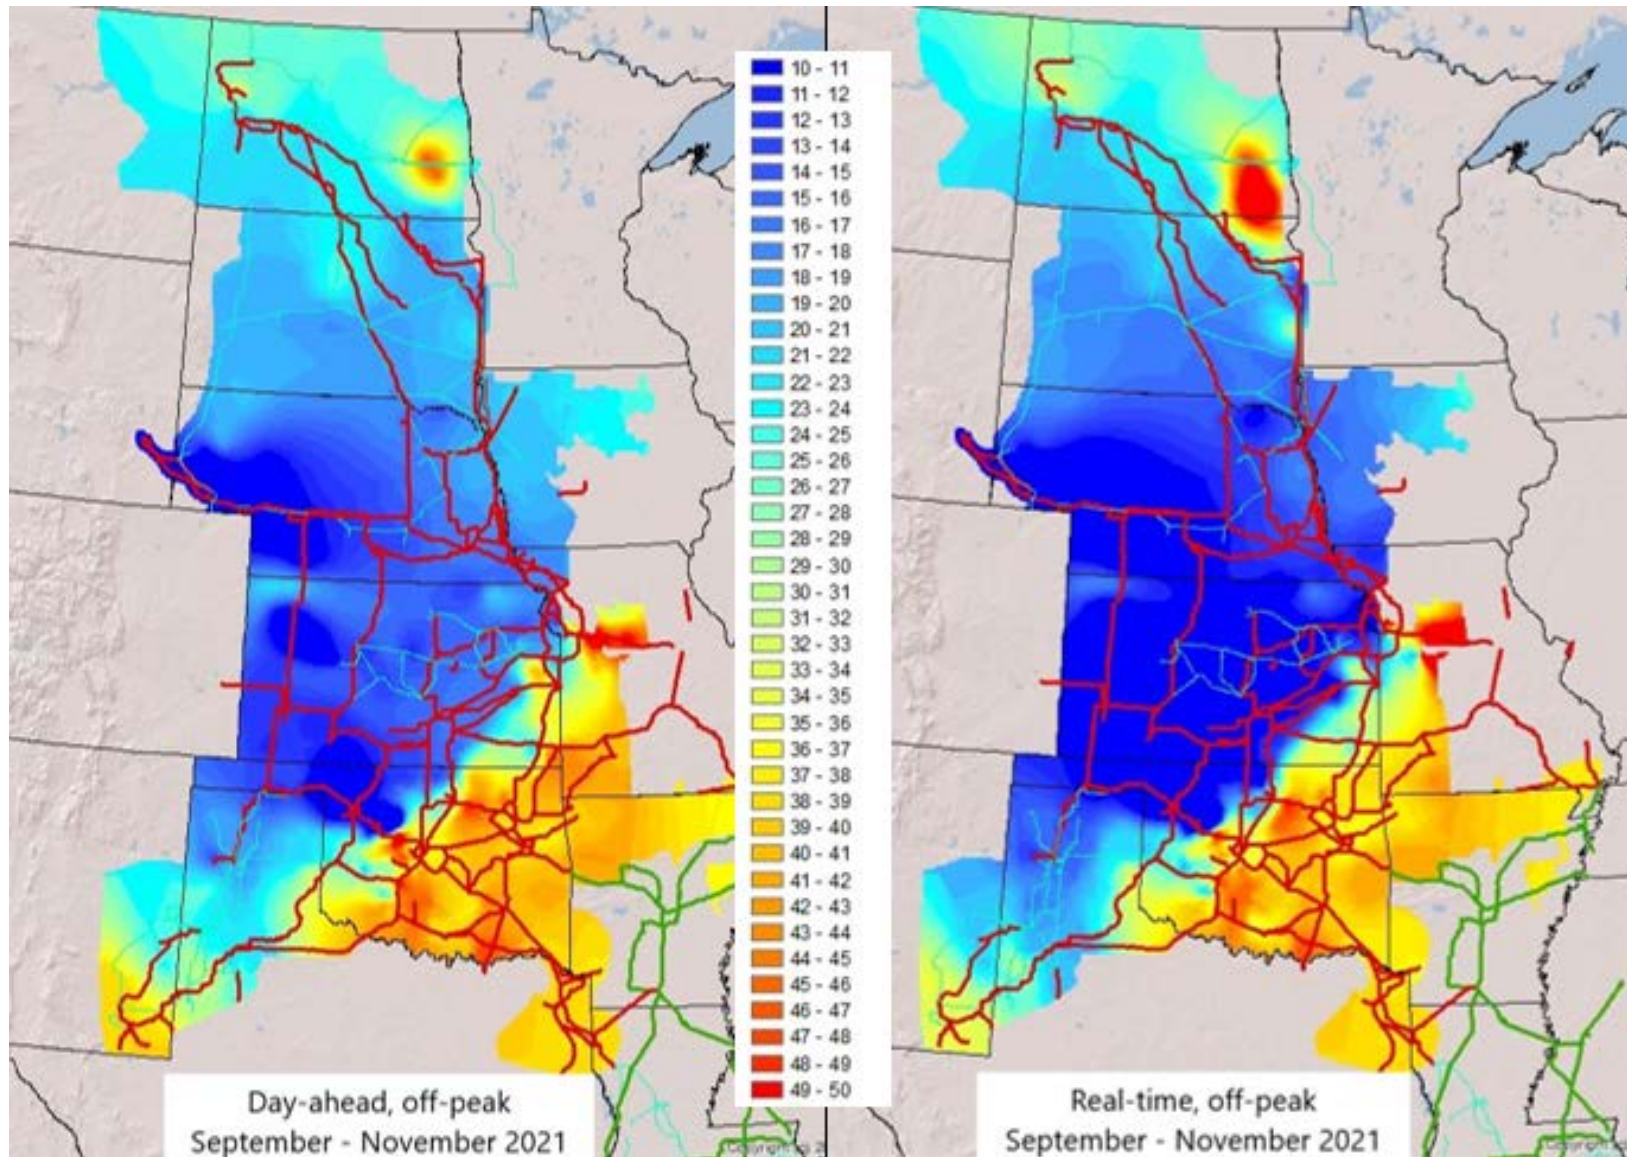 10 - 11
11 - 12
12 - 13
13 - 14
14 - 15
15 - 16
16 - 17
17 - 18
18 - 19
19 - 20
20 - 21
21 - 22
22 - 23
23 - 24
24 - 25
25 - 26
26 - 27
27 - 28
28 - 29
29 - 30
30 - 31
31 - 32
32 - 33
33 - 34
34 - 35
35 - 36
36 - 37
37 - 38
38 - 39
39 - 40
40 - 41
41 - 42
42 - 43
43 - 44
44 - 45
45 - 46
46 - 47
47 - 48
48 - 49
49 - 50
Day-ahead, off-peak
September - November 2021
Real-time, off-peak
September - November 2021